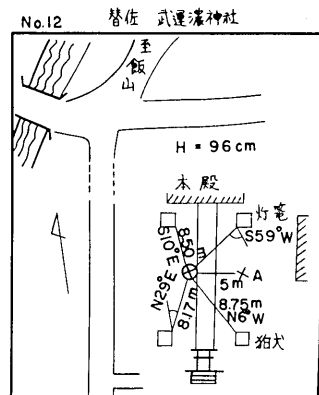 No.12 替佐 武運濃神社
至飯山
H = 96cm
本殿
灯篭
S59°W
8.50m
S10°E
N29°E
8.17m
5m
A
8.75m
N6°W
狛犬